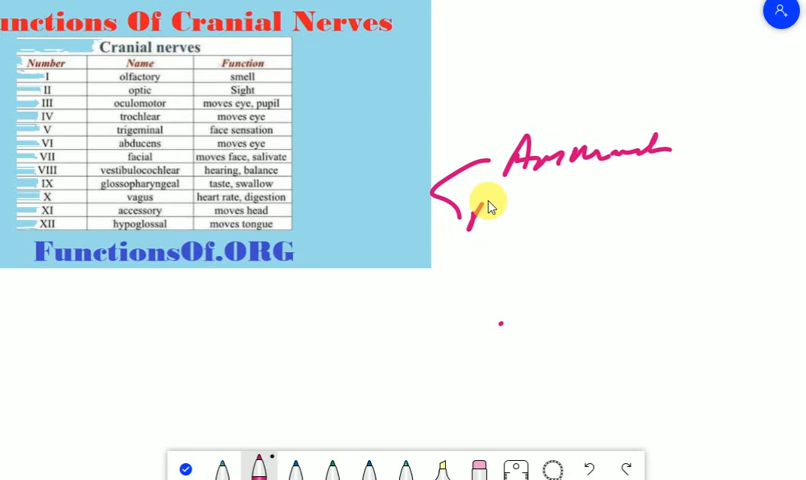 unctions Of Cranial Nerves
Cranial nerves
Number Name Function
I olfactory smell
II optic Sight
III oculomotor moves eye, pupil
IV trochlear moves eye
V trigeminal face sensation
VI abducens moves eye
VII facial moves face, salivate
VIII vestibulocochlear hearing, balance
IX glossopharyngeal taste, swallow
X vagus heart rate, digestion
XI accessory moves head
XII hypoglossal moves tongue
FunctionsOf.ORG